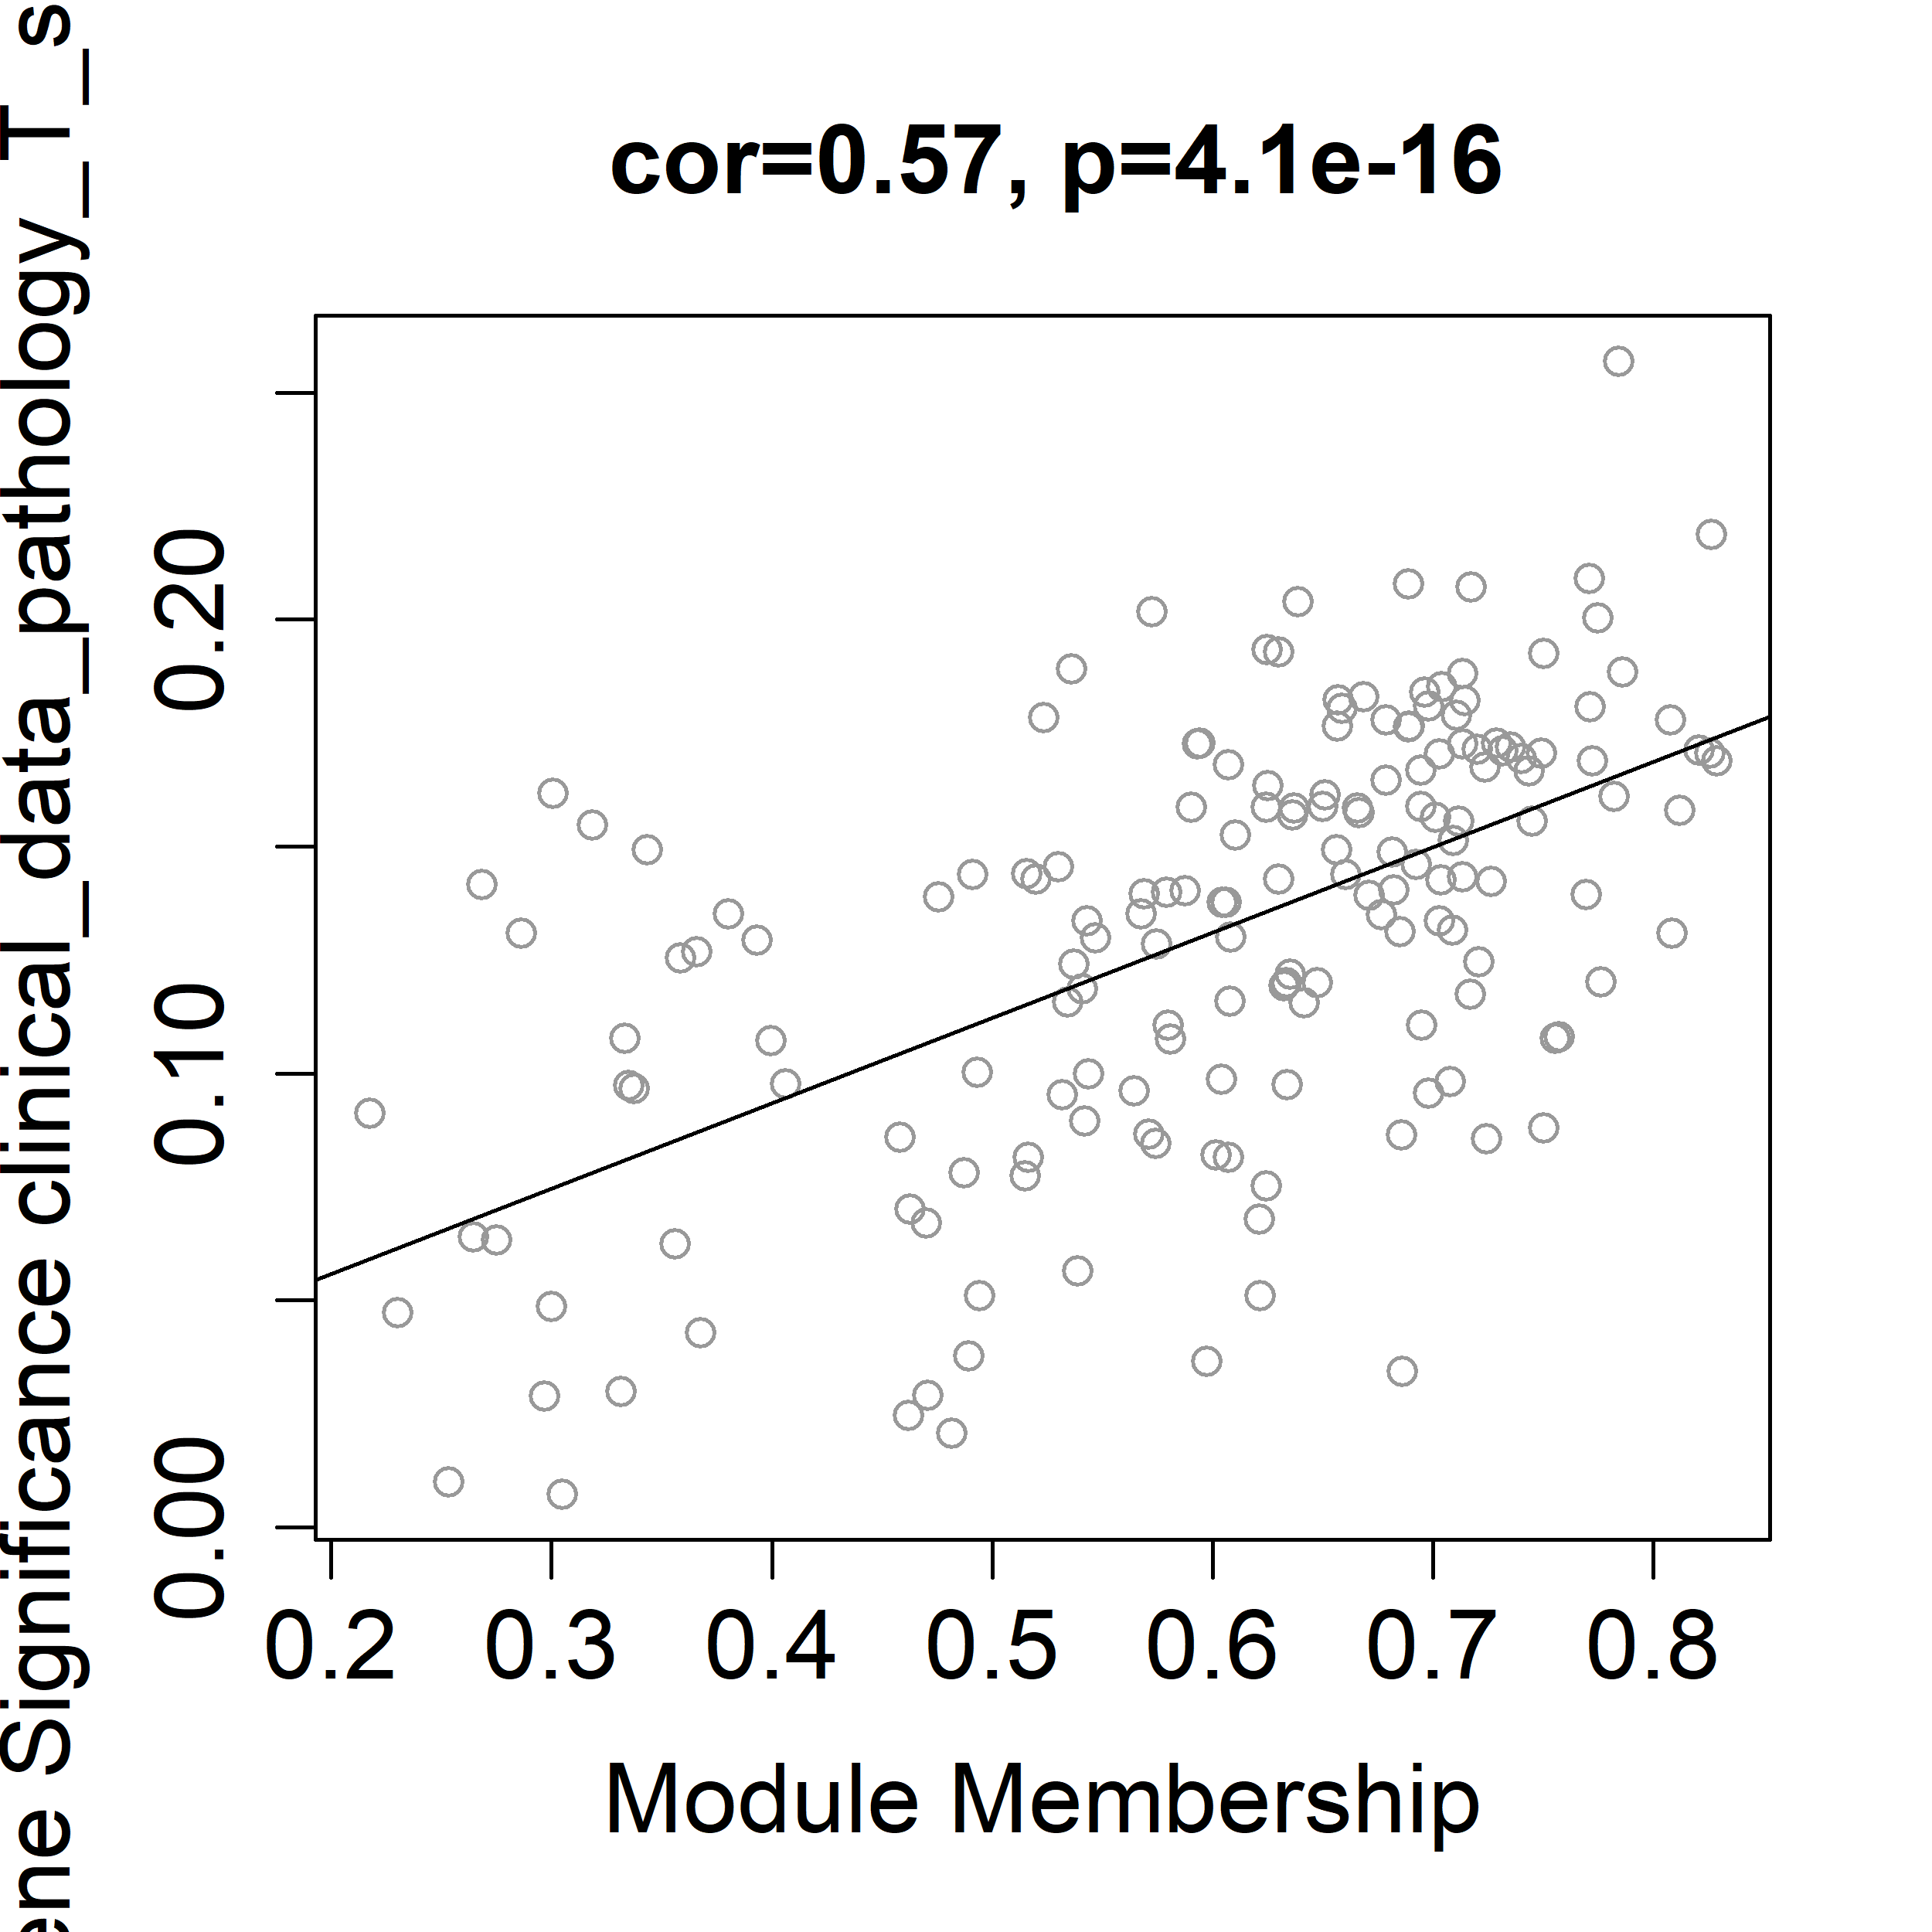 cor=0.57, p=4.1e-16
ene Significance clinical_data_pathology_T_s
0.20
0.10
0.00
0.2 0.3 0.4 0.5 0.6 0.7 0.8
Module Membership